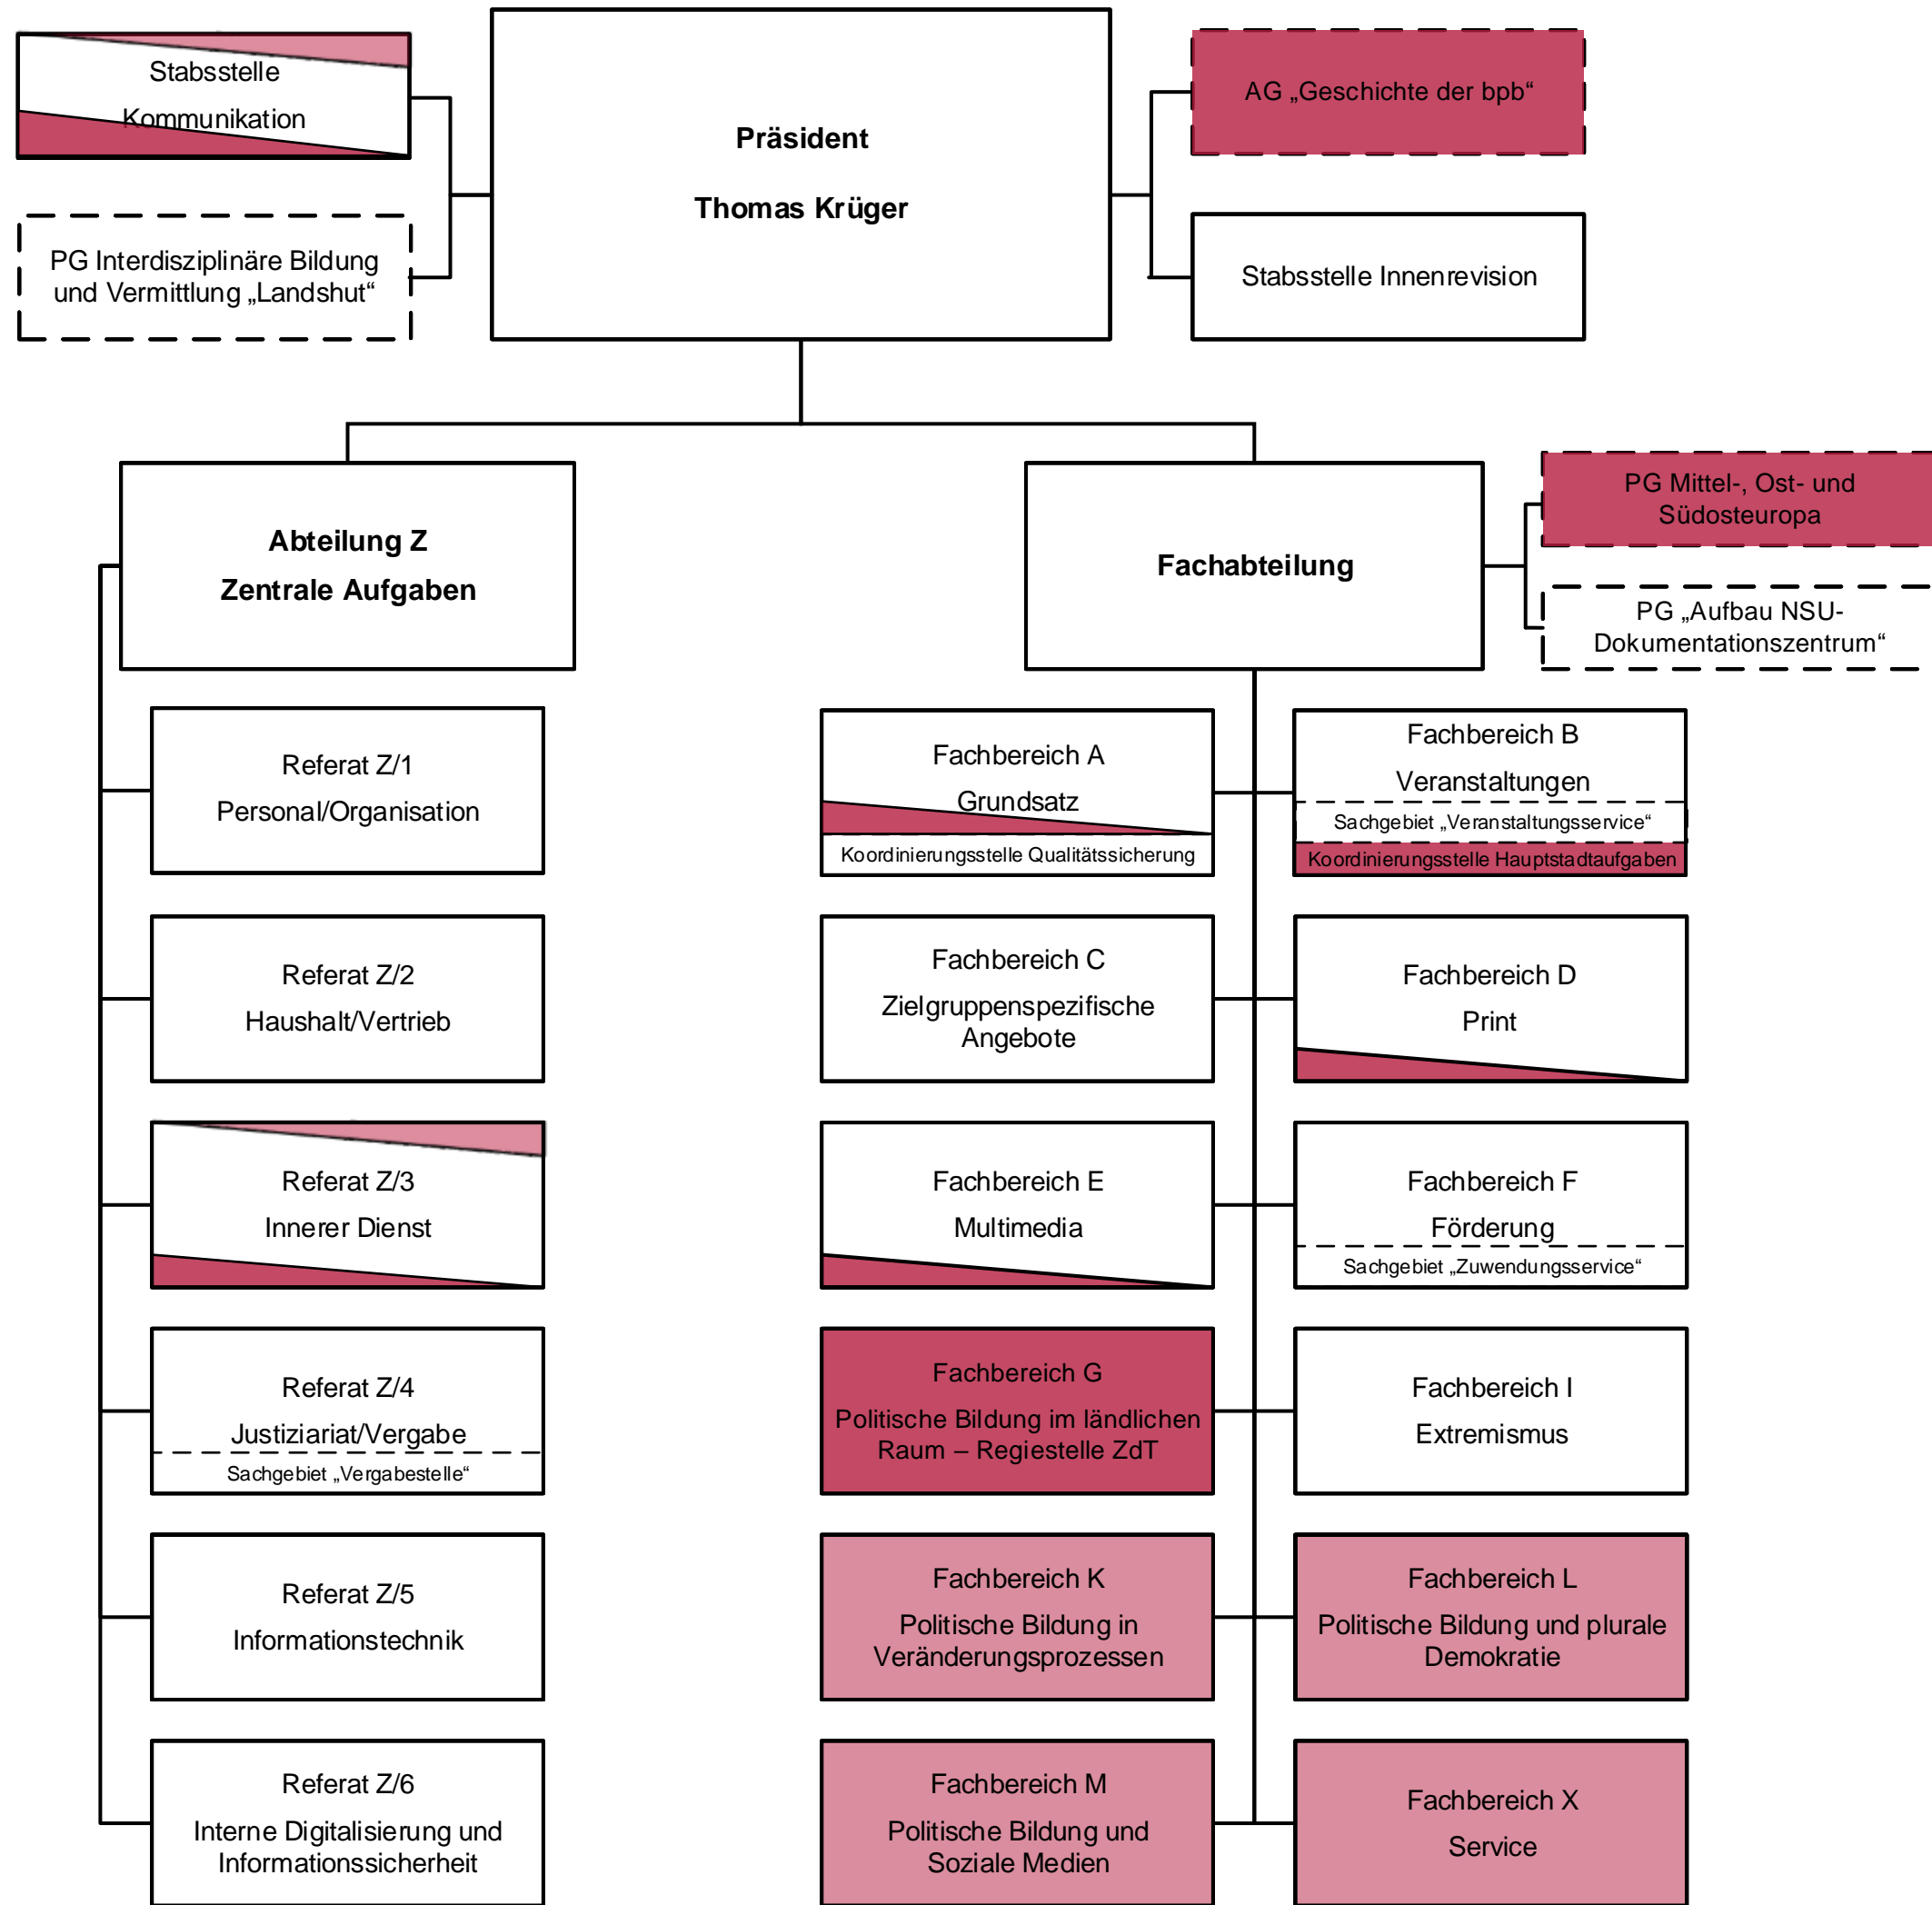 Stabsstelle
Kommunikation
PG Interdisziplinäre Bildung
und Vermittlung „Landshut“
Präsident
Thomas Krüger
AG „Geschichte der bpb“
Stabsstelle Innenrevision
Abteilung Z
Zentrale Aufgaben
Fachabteilung
PG Mittel-, Ost- und
Südosteuropa
PG „Aufbau NSU-
Dokumentationszentrum“
Referat Z/1
Personal/Organisation
Referat Z/2
Haushalt/Vertrieb
Referat Z/3
Innerer Dienst
Referat Z/4
Justiziariat/Vergabe
Sachgebiet „Vergabestelle“
Referat Z/5
Informationstechnik
Referat Z/6
Interne Digitalisierung und
Informationssicherheit
Fachbereich A
Grundsatz
Koordinierungsstelle Qualitätssicherung
Fachbereich B
Veranstaltungen
Sachgebiet „Veranstaltungsservice“
Koordinierungsstelle Hauptstadtaufgaben
Fachbereich C
Zielgruppenspezifische
Angebote
Fachbereich D
Print
Fachbereich E
Multimedia
Fachbereich F
Förderung
Sachgebiet „Zuwendungsservice“
Fachbereich G
Politische Bildung im ländlichen
Raum – Regiestelle ZdT
Fachbereich I
Extremismus
Fachbereich K
Politische Bildung in
Veränderungsprozessen
Fachbereich L
Politische Bildung und plurale
Demokratie
Fachbereich M
Politische Bildung und
Soziale Medien
Fachbereich X
Service